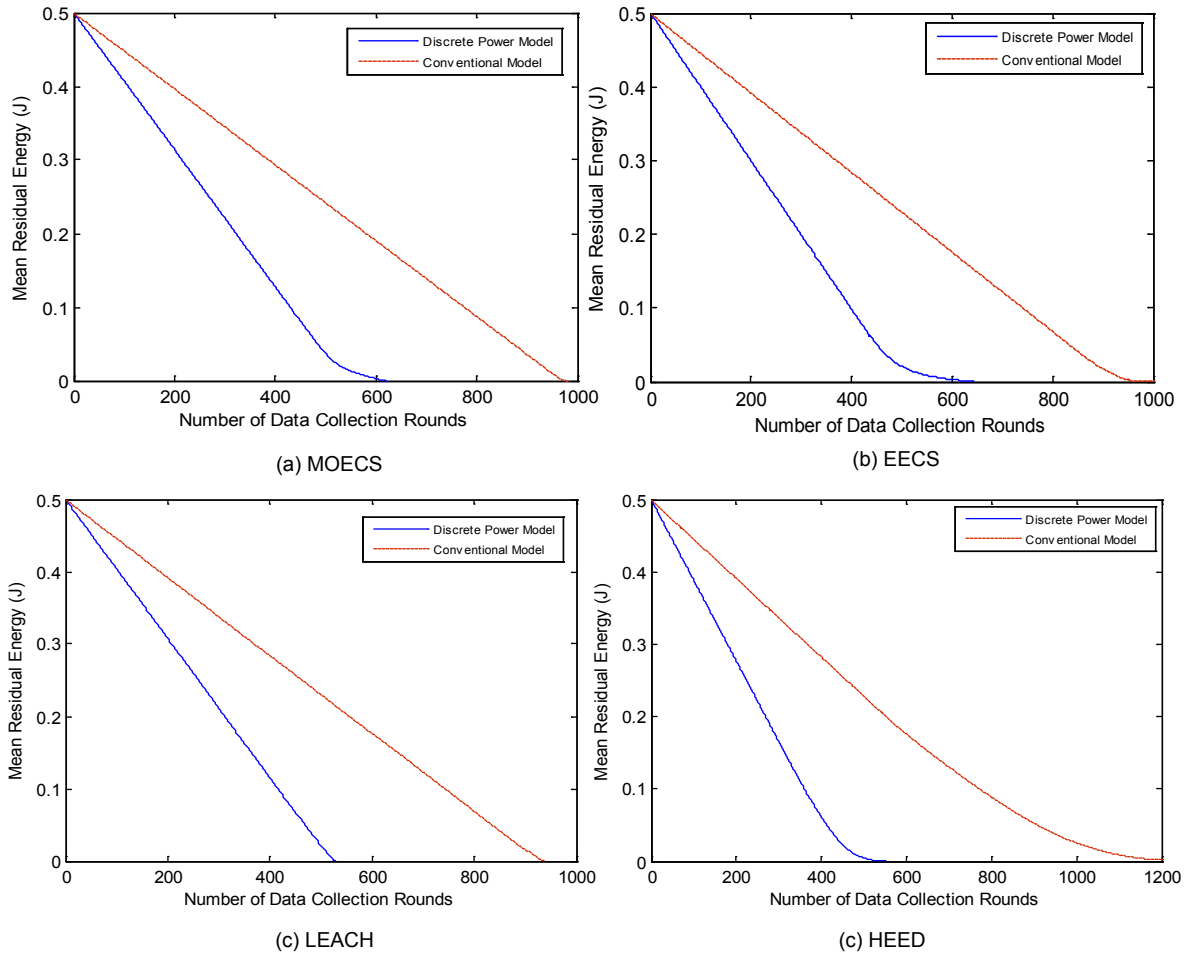 0.5
0.4
0.3
0.2
0.1
0
0 200 400 600 800 1000
Mean Residual Energy (J)
Number of Data Collection Rounds
Discrete Power Model
Conventional Model
(a) MOECS
0.5
0.4
0.3
0.2
0.1
0
0 200 400 600 800 1000
Mean Residual Energy (J)
Number of Data Collection Rounds
Discrete Power Model
Conventional Model
(b) EECS
0.5
0.4
0.3
0.2
0.1
0
0 200 400 600 800 1000
Mean Residual Energy (J)
Number of Data Collection Rounds
Discrete Power Model
Conventional Model
(c) LEACH
0.5
0.4
0.3
0.2
0.1
0
0 200 400 600 800 1000 1200
Mean Residual Energy (J)
Number of Data Collection Rounds
Discrete Power Model
Conventional Model
(c) HEED